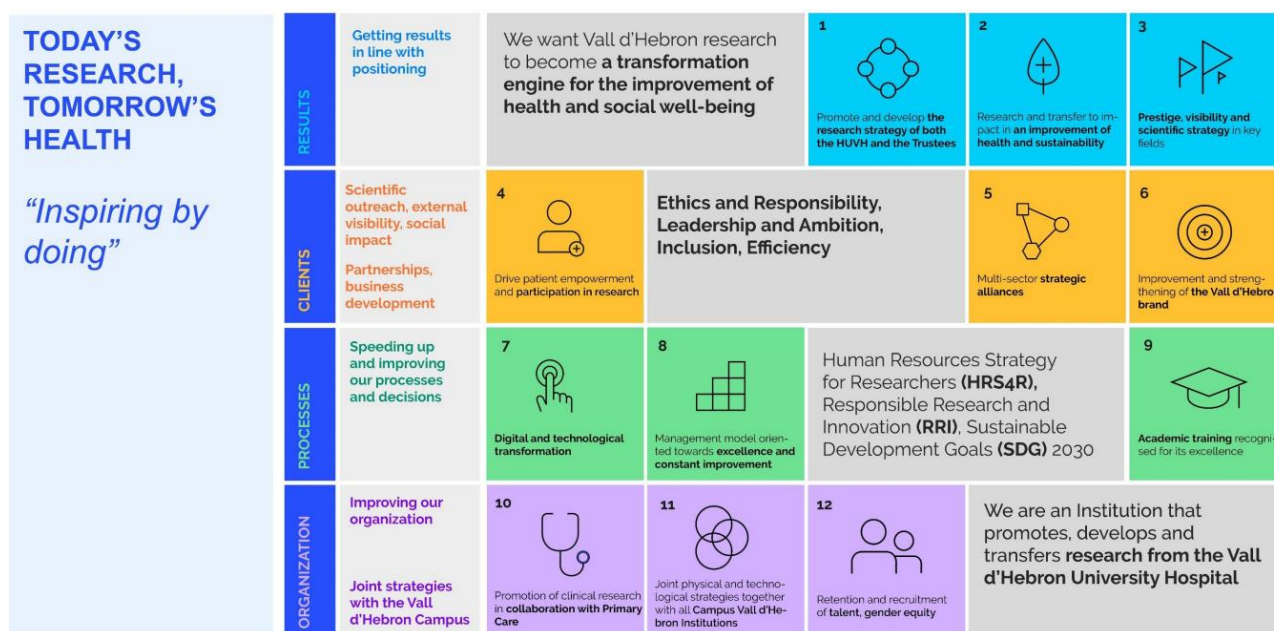 TODAY'S
RESEARCH,
TOMORROW'S
HEALTH
"Inspiring by
doing"
RESULTS
Getting results
in line with
positioning
We want Vall d'Hebron research
to become a transformation
engine for the improvement of
health and social well-being
1
Promote and develop the
research strategy of both
the HUVH and the Trustees
2
Research and transfer to im-
pact in an improvement of
health and sustainability
3
Prestige, visibility and
scientific strategy in key
fields
CLIENTS
Scientific
outreach, external
visibility, social
impact
Partnerships,
business
development
4
Drive patient empowerment
and participation in research
Ethics and Responsibility,
Leadership and Ambition,
Inclusion, Efficiency
5
Multi-sector strategic
alliances
6
Improvement and streng-
thening of the Vall d'Hebro
brand
PROCESSES
Speeding up
and improving
our processes
and decisions
7
Digital and technological
transformation
8
Management model orien-
ted towards excellence and
constant improvement
Human Resources Strategy
for Researchers (HRS4R),
Responsible Research and
Innovation (RRI), Sustainable
Development Goals (SDG) 2030
9
Academic training recogni-
sed for its excellence
ORGANIZATION
Improving our
organization
Joint strategies
with the Vall
d'Hebron Campus
10
Promotion of clinical research
in collaboration with Primary
Care
11
Joint physical and techno-
logical strategies together
with all Campus Vall d'He-
bron Institutions
12
Retention and recruitment
of talent, gender equity
We are an Institution that
promotes, develops and
transfers research from the Vall
d'Hebron University Hospital